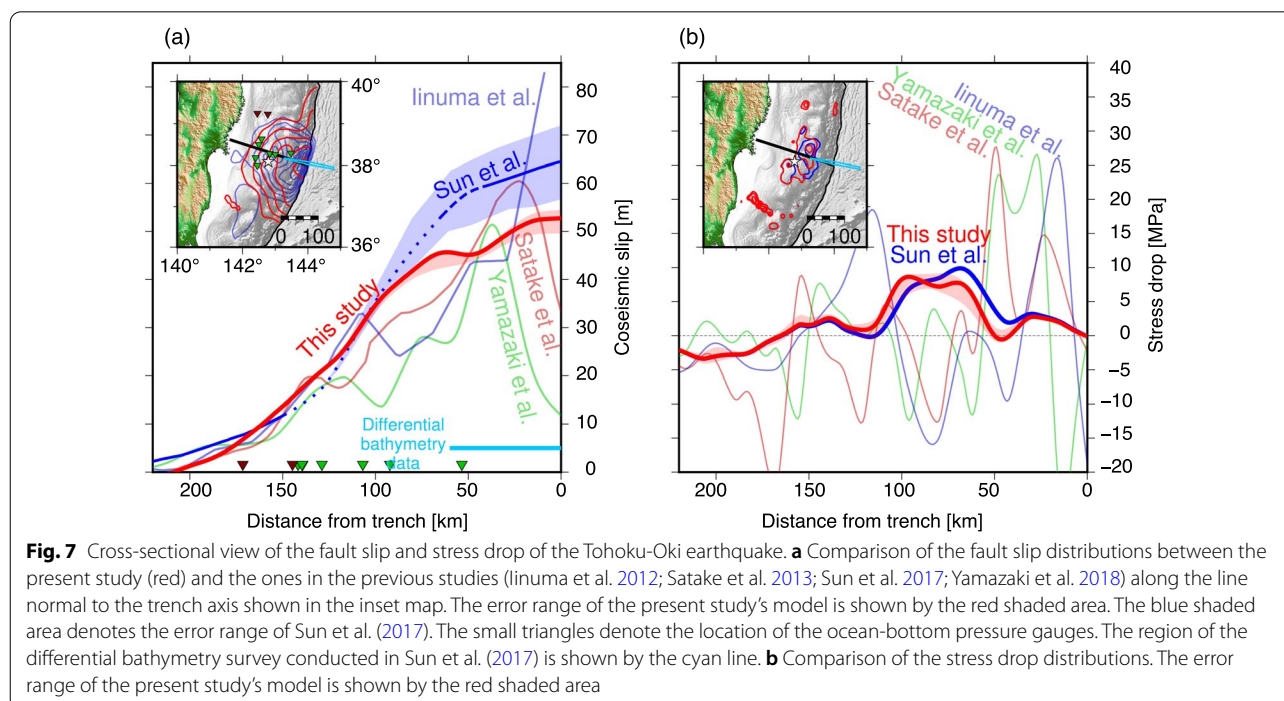 (a)
(b)
40°
38°
36°
140°
142°
144°
0 100
Iinuma et al.
Sun et al.
This study
Satake et al.
Yamazaki et al.
Differential
bathymetry
data
80
70
60
50
40
30
20
10
0
Coseismic slip [m]
200 150 100 50 0
Distance from trench [km]
0 100
Yamazaki et al.
Satake et al.
Iinuma et al.
This study
Sun et al.
40
35
30
25
20
15
10
5
0
−5
−10
−15
−20
Stress drop [MPa]
200 150 100 50 0
Distance from trench [km]
Fig. 7 Cross-sectional view of the fault slip and stress drop of the Tohoku-Oki earthquake. a Comparison of the fault slip distributions between the
present study (red) and the ones in the previous studies (Iinuma et al. 2012; Satake et al. 2013; Sun et al. 2017; Yamazaki et al. 2018) along the line
normal to the trench axis shown in the inset map. The error range of the present study's model is shown by the red shaded area. The blue shaded
area denotes the error range of Sun et al. (2017). The small triangles denote the location of the ocean-bottom pressure gauges. The region of the
differential bathymetry survey conducted in Sun et al. (2017) is shown by the cyan line. b Comparison of the stress drop distributions. The error
range of the present study's model is shown by the red shaded area